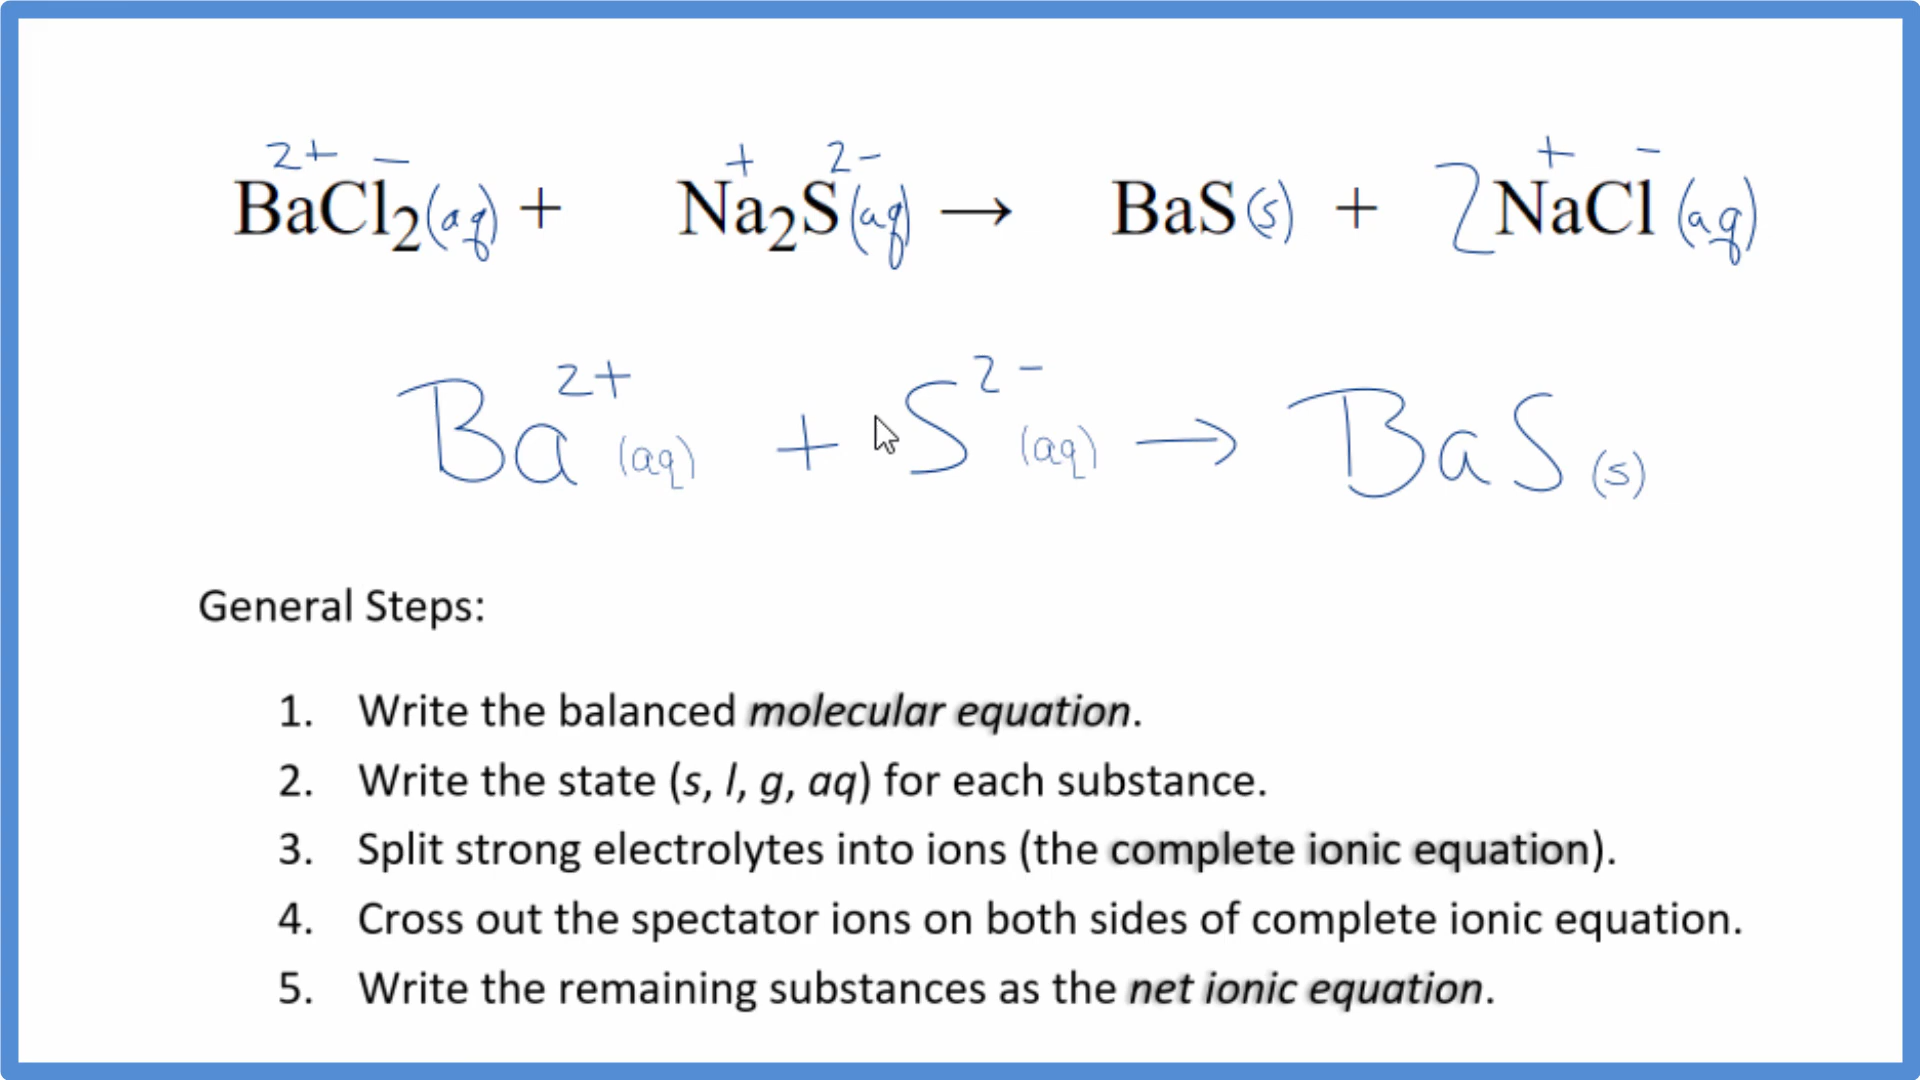 2+ − + 2− + −
BaCl₂(aq) + Na₂S(aq) → BaS(s) + 2NaCl(aq)
Ba²⁺(aq) + S²⁻(aq) → BaS(s)
General Steps:
1. Write the balanced molecular equation.
2. Write the state (s, l, g, aq) for each substance.
3. Split strong electrolytes into ions (the complete ionic equation).
4. Cross out the spectator ions on both sides of complete ionic equation.
5. Write the remaining substances as the net ionic equation.